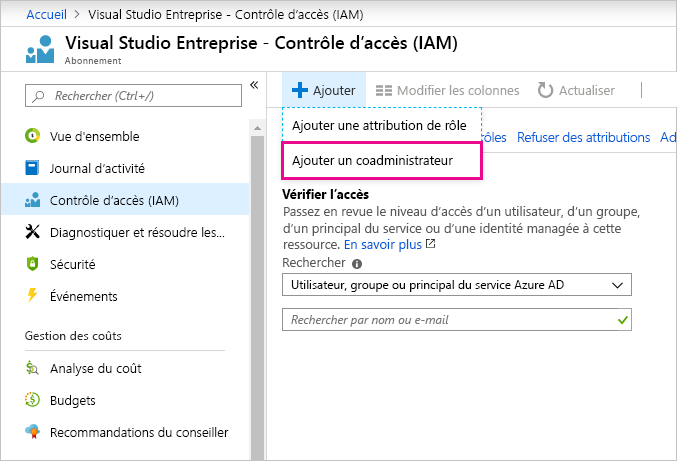 Accueil > Visual Studio Entreprise - Contrôle d'accès (IAM)
Visual Studio Entreprise - Contrôle d'accès (IAM)
Abonnement
Rechercher (Ctrl+/)
«
Vue d'ensemble
Journal d'activité
Contrôle d'accès (IAM)
Diagnostiquer et résoudre les...
Sécurité
Événements
Gestion des coûts
Analyse du coût
Budgets
Recommandations du conseiller
Ajouter
Modifier les colonnes
Actualiser
Ajouter une attribution de rôle
Ajouter un coadministrateur
ôles
Refuser des attributions
Ad
Vérifier l'accès
Passez en revue le niveau d'accès d'un utilisateur, d'un groupe,
d'un principal du service ou d'une identité managée à cette
ressource. En savoir plus
Rechercher
Utilisateur, groupe ou principal du service Azure AD
Rechercher par nom ou e-mail